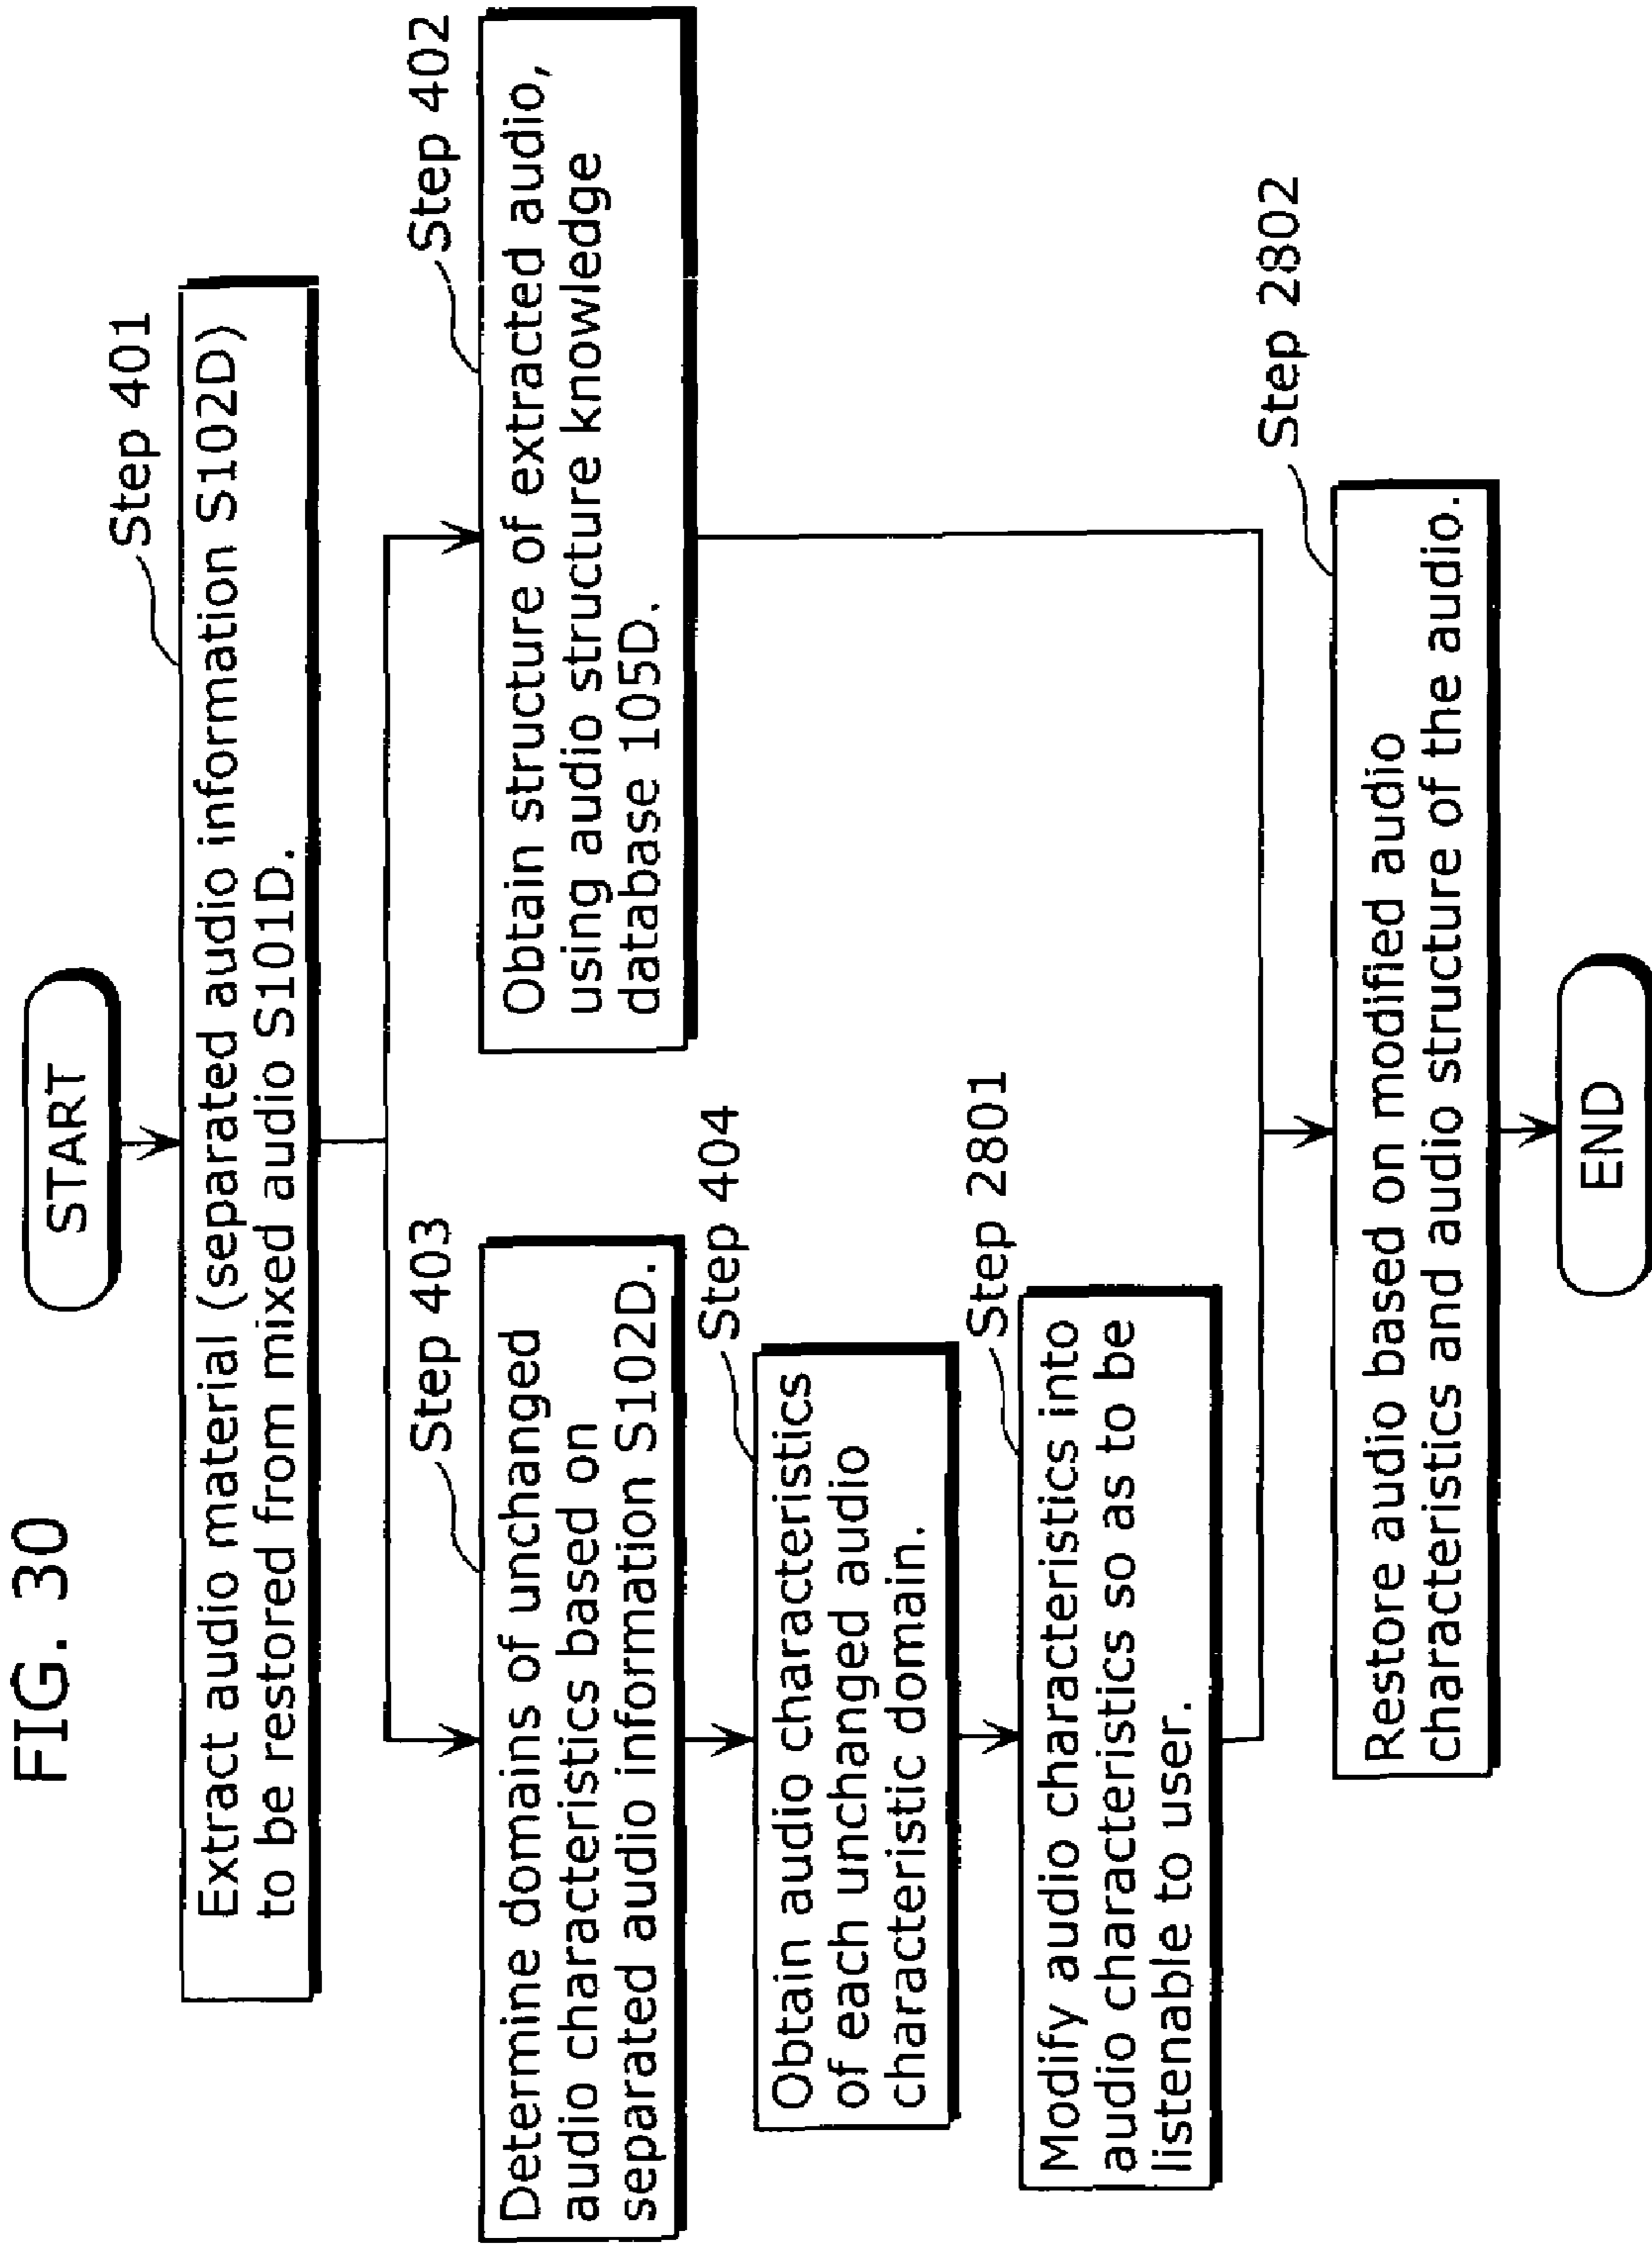 FIG. 30
START
Step 401
Extract audio material (separated audio information S102D)
to be restored from mixed audio S101D.
Step 403
Determine domains of unchanged
audio characteristics based on
separated audio information S102D.
Step 402
Obtain structure of extracted audio,
using audio structure knowledge
database 105D.
Step 404
Obtain audio characteristics
of each unchanged audio
characteristic domain.
Step 2801
Modify audio characteristics into
audio characteristics so as to be
listenable to user.
Step 2802
Restore audio based on modified audio
characteristics and audio structure of the audio.
END